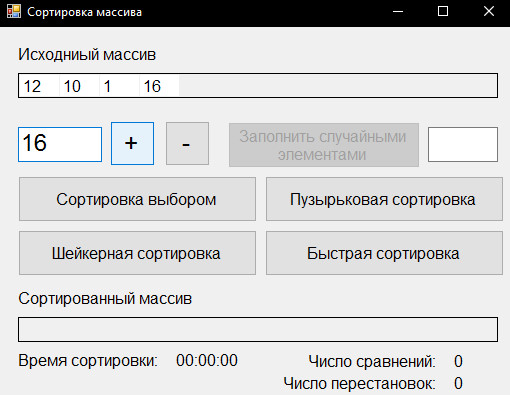 Сортировка массива
Исходниый массив
12 10 1 16
16 + - Заполнить случайными элементами
Сортировка выбором Пузырьковая сортировка
Шейкерная сортировка Быстрая сортировка
Сортированный массив
Время сортировки: 00:00:00 Число сравнений: 0
Число перестановок: 0